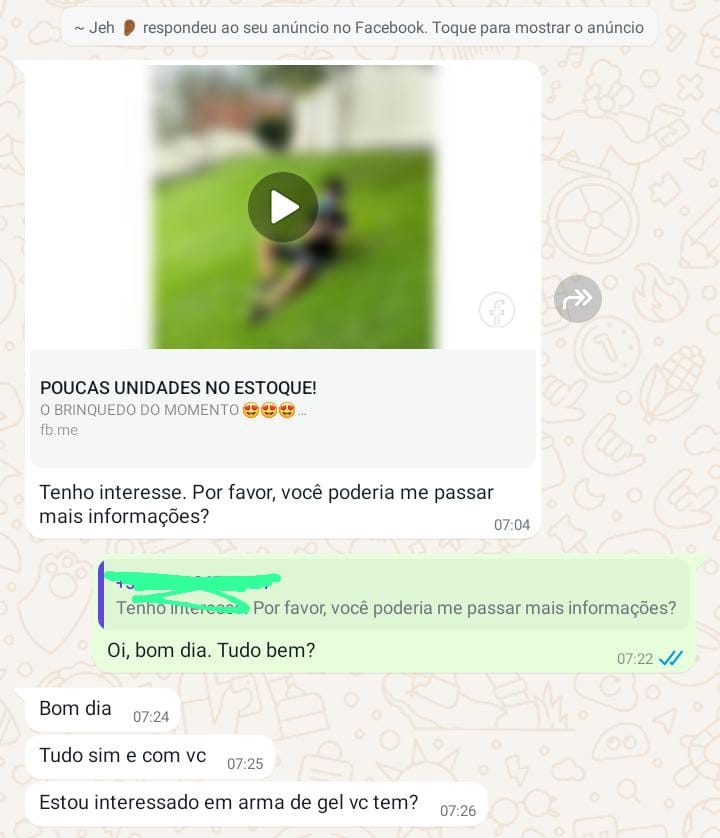 ~ Jeh 👂🏾 respondeu ao seu anúncio no Facebook. Toque para mostrar o anúncio
POUCAS UNIDADES NO ESTOQUE!
O BRINQUEDO DO MOMENTO 😍😍😍...
fb.me
Tenho interesse. Por favor, você poderia me passar
mais informações?
07:04
Tenho interesse. Por favor, você poderia me passar mais informações?
Oi, bom dia. Tudo bem?
07:22
Bom dia
07:24
Tudo sim e com vc
07:25
Estou interessado em arma de gel vc tem?
07:26